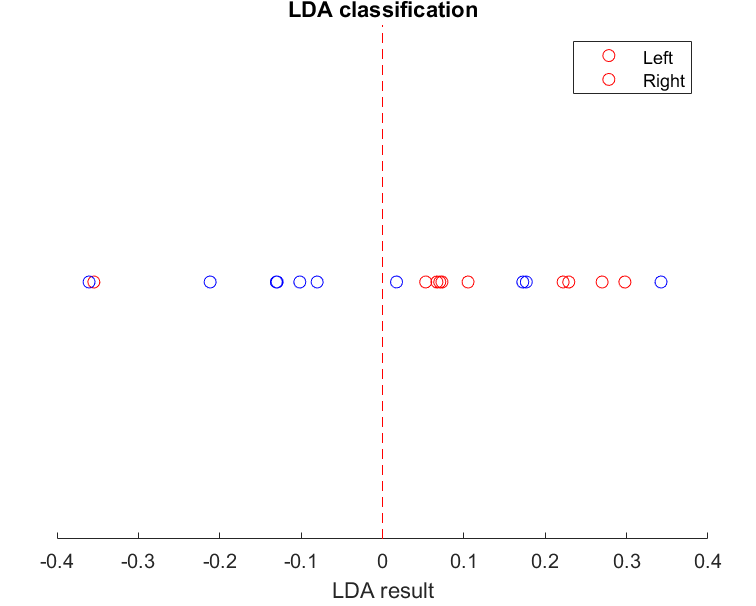 LDA classification
Left
Right
-0.4 -0.3 -0.2 -0.1 0 0.1 0.2 0.3 0.4
LDA result